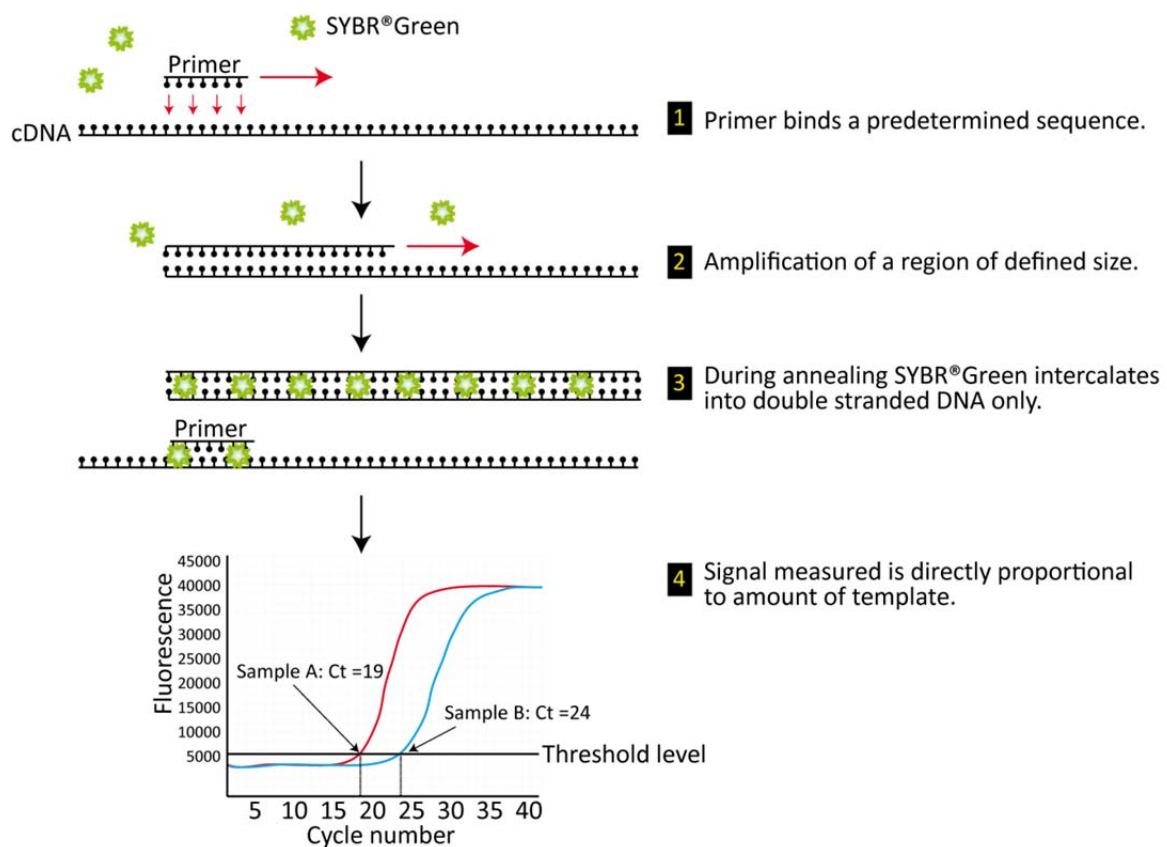 SYBR®Green
Primer
cDNA
1 Primer binds a predetermined sequence.
2 Amplification of a region of defined size.
3 During annealing SYBR®Green intercalates
into double stranded DNA only.
Primer
4 Signal measured is directly proportional
to amount of template.
Fluorescence
45000
40000
35000
30000
25000
20000
15000
10000
5000
Sample A: Ct =19
Sample B: Ct =24
Threshold level
5 10 15 20 25 30 35 40
Cycle number